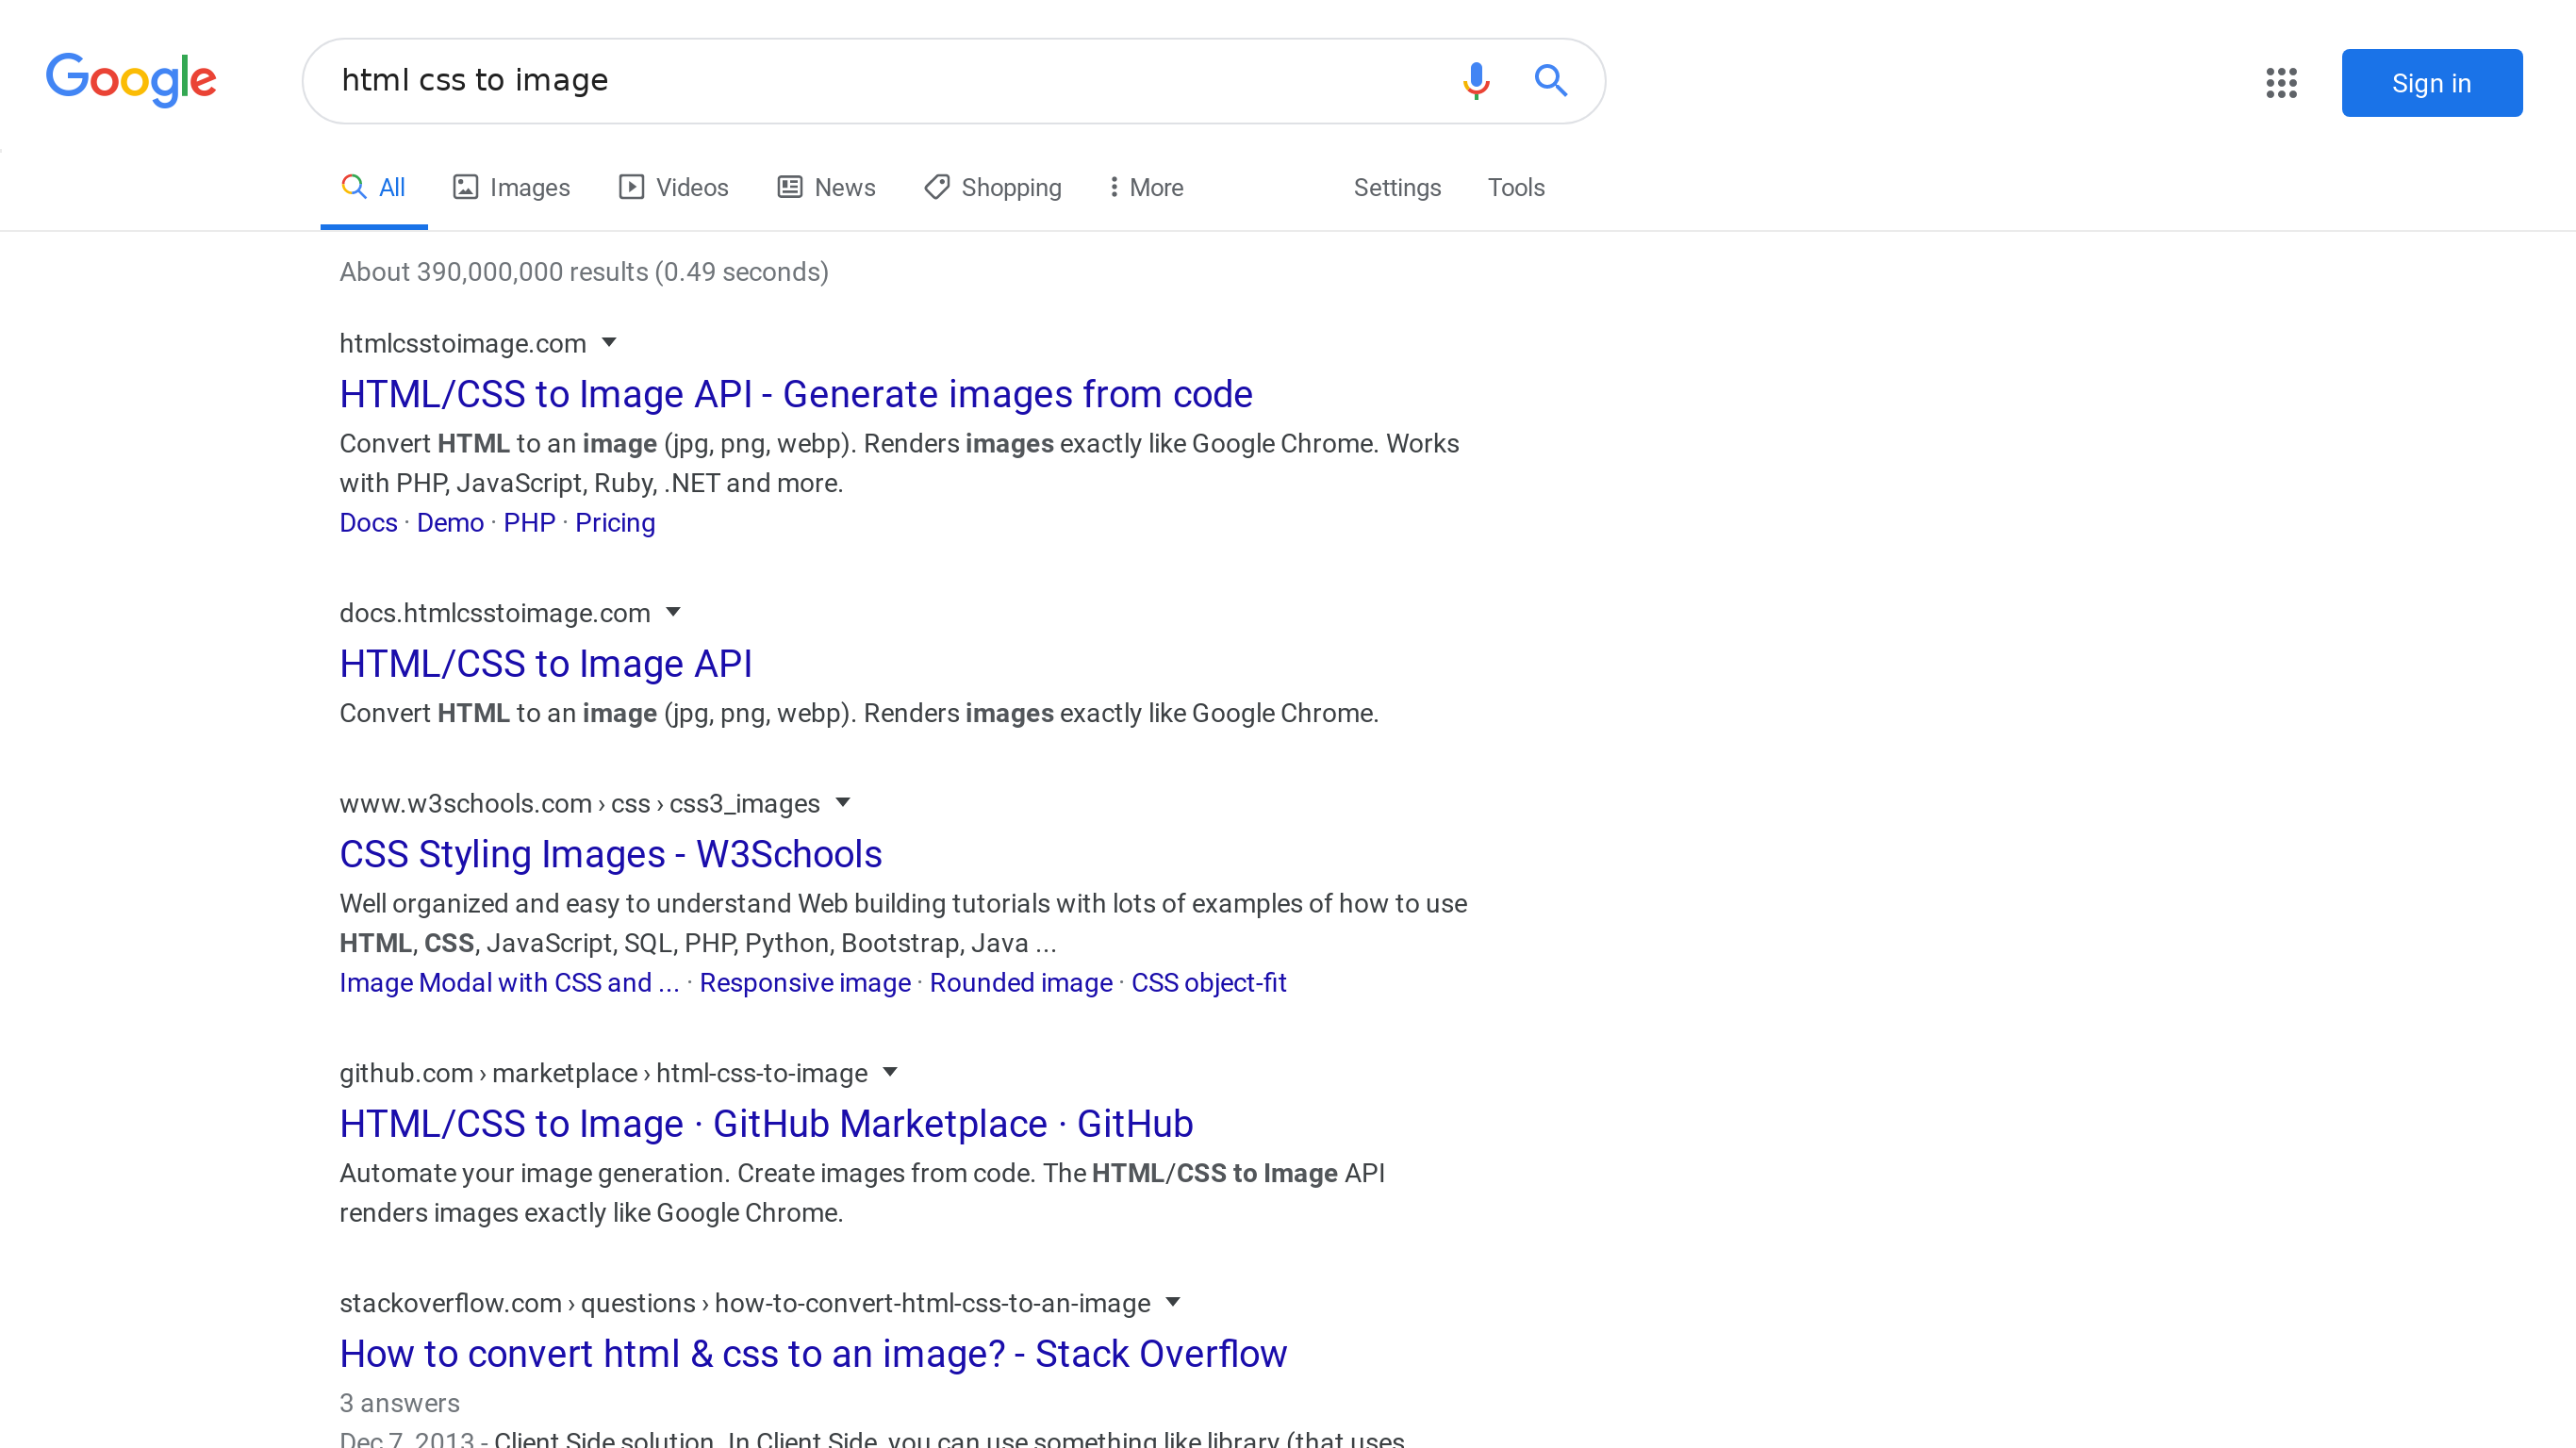 Google
html css to image
Sign in
All Images Videos News Shopping More Settings Tools
About 390,000,000 results (0.49 seconds)
htmlcsstoimage.com
HTML/CSS to Image API - Generate images from code
Convert HTML to an image (jpg, png, webp). Renders images exactly like Google Chrome. Works
with PHP, JavaScript, Ruby, .NET and more.
Docs · Demo · PHP · Pricing
docs.htmlcsstoimage.com
HTML/CSS to Image API
Convert HTML to an image (jpg, png, webp). Renders images exactly like Google Chrome.
www.w3schools.com › css › css3_images
CSS Styling Images - W3Schools
Well organized and easy to understand Web building tutorials with lots of examples of how to use
HTML, CSS, JavaScript, SQL, PHP, Python, Bootstrap, Java ...
Image Modal with CSS and ... · Responsive image · Rounded image · CSS object-fit
github.com › marketplace › html-css-to-image
HTML/CSS to Image · GitHub Marketplace · GitHub
Automate your image generation. Create images from code. The HTML/CSS to Image API
renders images exactly like Google Chrome.
stackoverflow.com › questions › how-to-convert-html-css-to-an-image
How to convert html & css to an image? - Stack Overflow
3 answers
Dec 7, 2013 - Client Side solution. In Client Side, you can use something like library (that uses